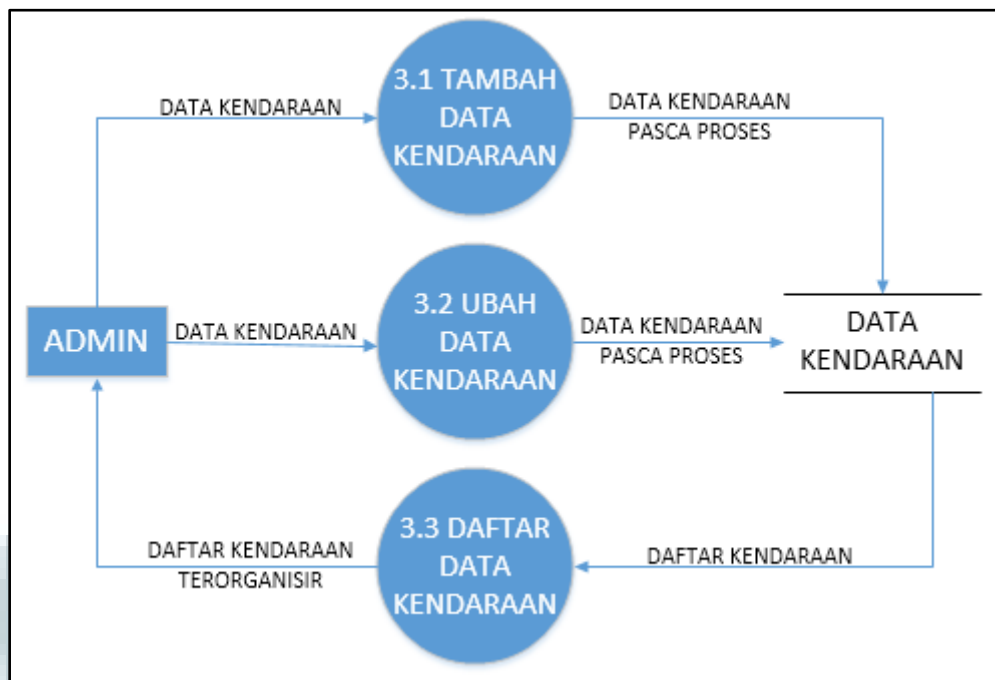 3.1 TAMBAH
DATA
KENDARAAN
DATA KENDARAAN
DATA KENDARAAN
PASCA PROSES
ADMIN
DATA KENDARAAN
3.2 UBAH
DATA
KENDARAAN
DATA KENDARAAN
PASCA PROSES
DATA
KENDARAAN
DAFTAR KENDARAAN
TERORGANISIR
3.3 DAFTAR
DATA
KENDARAAN
DAFTAR KENDARAAN